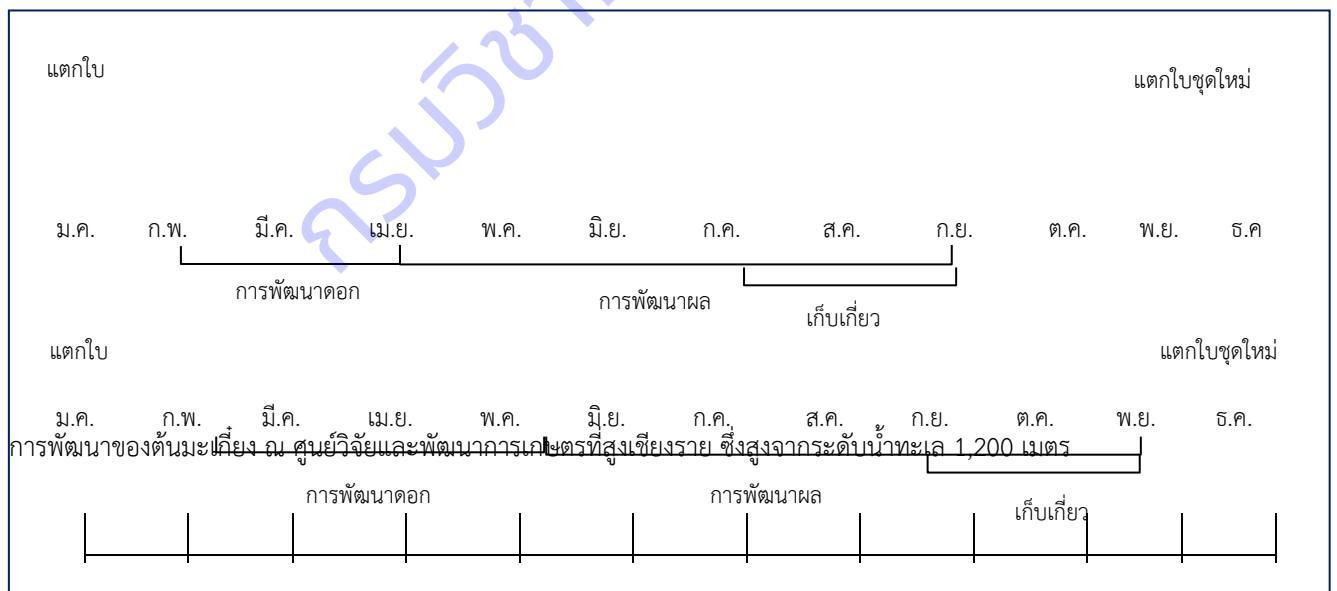 กรมวิชา
แตกใบ
แตกใบชุดใหม่
ม.ค. ก.พ. มี.ค. เม.ย. พ.ค. มิ.ย. ก.ค. ส.ค. ก.ย. ต.ค. พ.ย. ธ.ค
การพัฒนาดอก การพัฒนาผล
เก็บเกี่ยว
แตกใบ แตกใบชุดใหม่
ม.ค. ก.พ. มี.ค. เม.ย. พ.ค. มิ.ย. ก.ค. ส.ค. ก.ย. ต.ค. พ.ย. ธ.ค.
การพัฒนาของต้นมะเกี๋ยง ณ ศูนย์วิจัยและพัฒนาการเกษตรที่สูงเชียงราย ซึ่งสูงจากระดับน้ำทะเล 1,200 เมตร
การพัฒนาดอก การพัฒนาผล
เก็บเกี่ยว